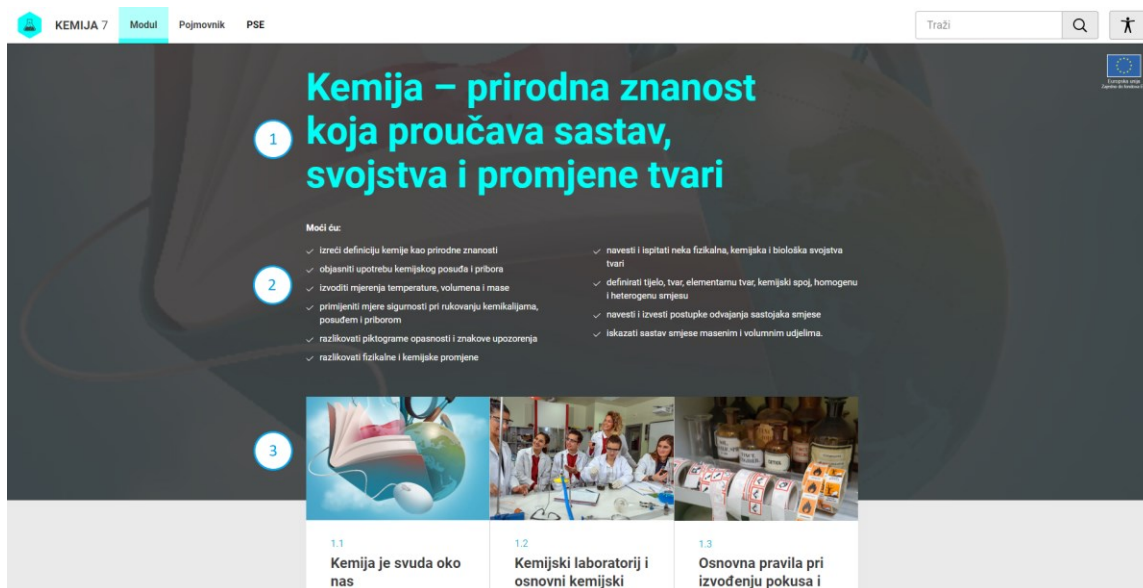 KEMIJA 7
Modul
Pojmovnik
PSE
Traži
Europska unija
Kemija – prirodna znanost
koja proučava sastav,
svojstva i promjene tvari
1
Moći ću:
2
izreći definiciju kemije kao prirodne znanosti
objasniti upotrebu kemijskog posuđa i pribora
izvoditi mjerenja temperature, volumena i mase
primijeniti mjere sigurnosti pri rukovanju kemikalijama,
posuđem i priborom
razlikovati piktograme opasnosti i znakove upozorenja
razlikovati fizikalne i kemijske promjene
navesti i ispitati neka fizikalna, kemijska i biološka svojstva
tvari
definirati tijelo, tvar, elementarnu tvar, kemijski spoj, homogenu
i heterogenu smjesu
navesti i izvesti postupke odvajanja sastojaka smjese
iskazati sastav smjese masenim i volumnim udjelima.
3
1.1
Kemija je svuda oko
nas
1.2
Kemijski laboratorij i
osnovni kemijski
1.3
Osnovna pravila pri
izvođenju pokusa i